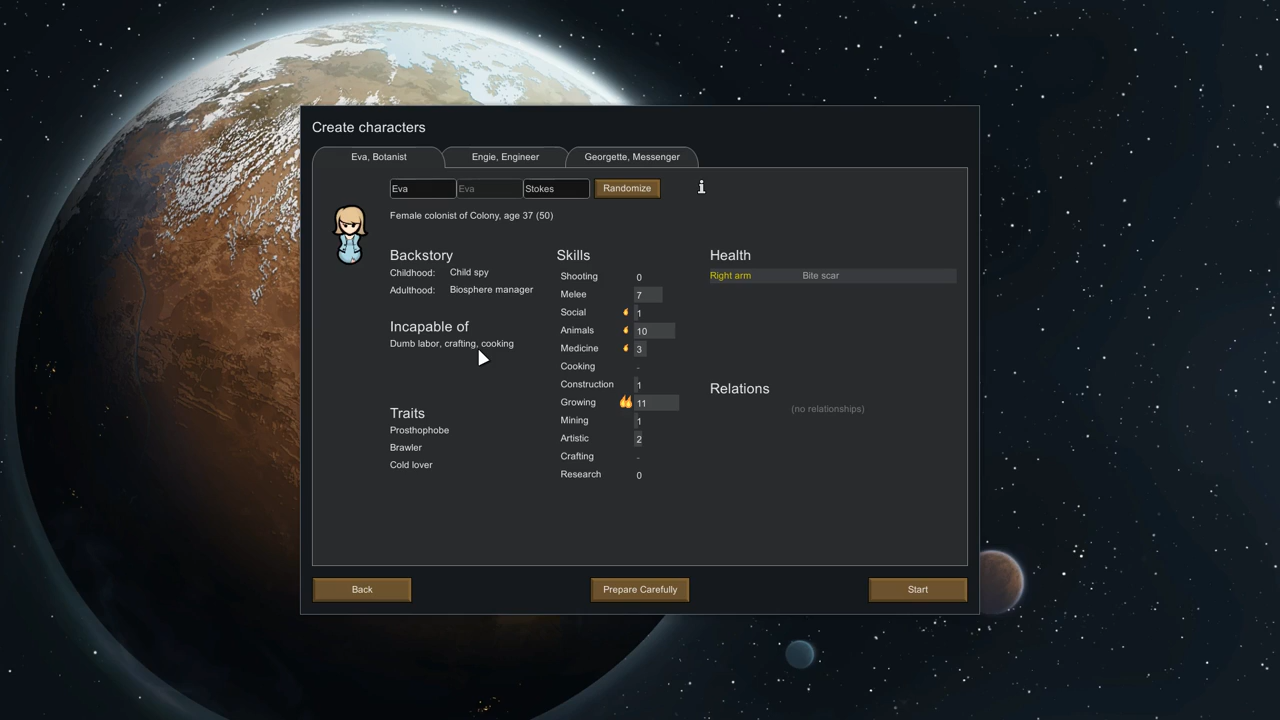 Create characters
Eva, Botanist
Engie, Engineer
Georgette, Messenger
Eva Eva Stokes Randomize
Female colonist of Colony, age 37 (50)
Backstory
Childhood: Child spy
Adulthood: Biosphere manager
Incapable of
Dumb labor, crafting, cooking
Traits
Prosthophobe
Brawler
Cold lover
Skills
Shooting 0
Melee 7
Social 1
Animals 10
Medicine 3
Cooking -
Construction 1
Growing 11
Mining 1
Artistic 2
Crafting -
Research 0
Health
Right arm Bite scar
Relations
(no relationships)
Back
Prepare Carefully
Start